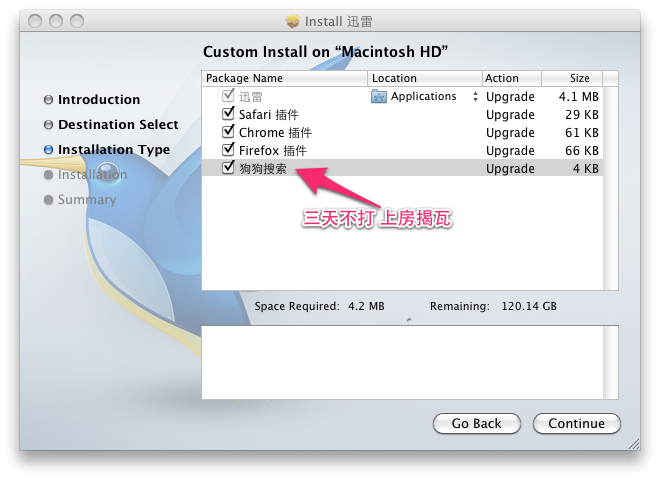 Install 迅雷
Custom Install on “Macintosh HD”
Introduction
Destination Select
Installation Type
Installation
Summary
Package Name Location Action Size
迅雷 Applications Upgrade 4.1 MB
Safari 插件 Upgrade 29 KB
Chrome 插件 Upgrade 61 KB
Firefox 插件 Upgrade 66 KB
狗狗搜索 Upgrade 4 KB
三天不打 上房揭瓦
Space Required: 4.2 MB Remaining: 120.14 GB
Go Back Continue